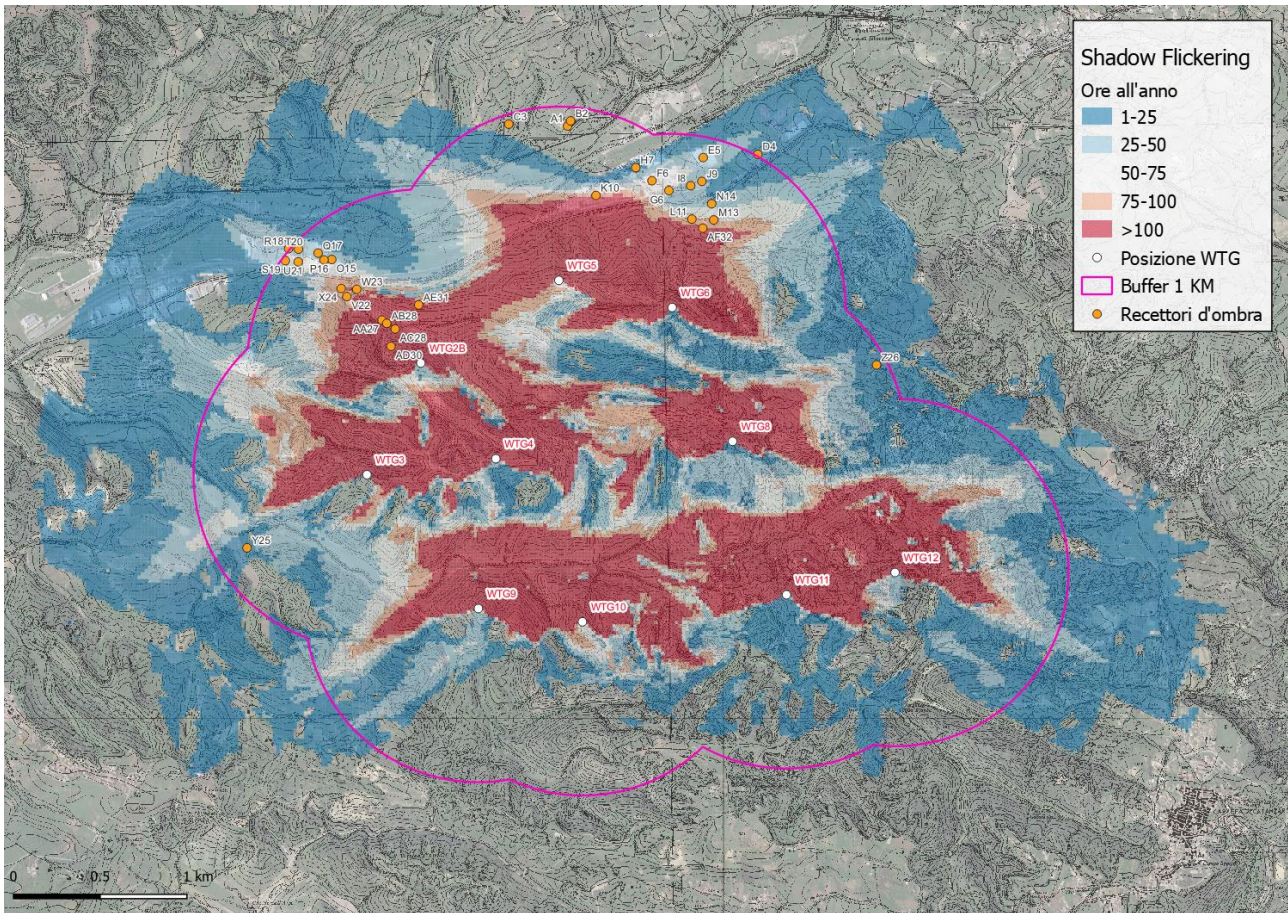 Shadow Flickering
Ore all'anno
1-25
25-50
50-75
75-100
>100
Posizione WTG
Buffer 1 KM
Recettori d'ombra
C3
A1
B2
D4
E5
H7
F6
I8
J9
K10
G6
N14
L11
M13
AF32
R18
T20
Q17
S19
U21
P16
O15
WTG5
W23
X24
V22
AE31
WTG6
AB28
AA27
AC28
AD30
WTG2B
Z26
WTG8
WTG4
WTG3
Y25
WTG12
WTG11
WTG9
WTG10
0 0.5 1 km